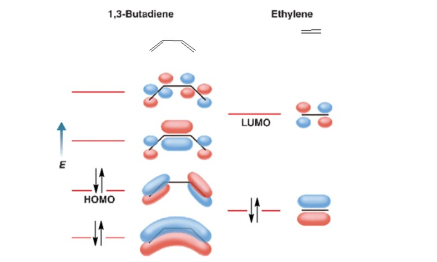 1,3-Butadiene
Ethylene
LUMO
E
HOMO